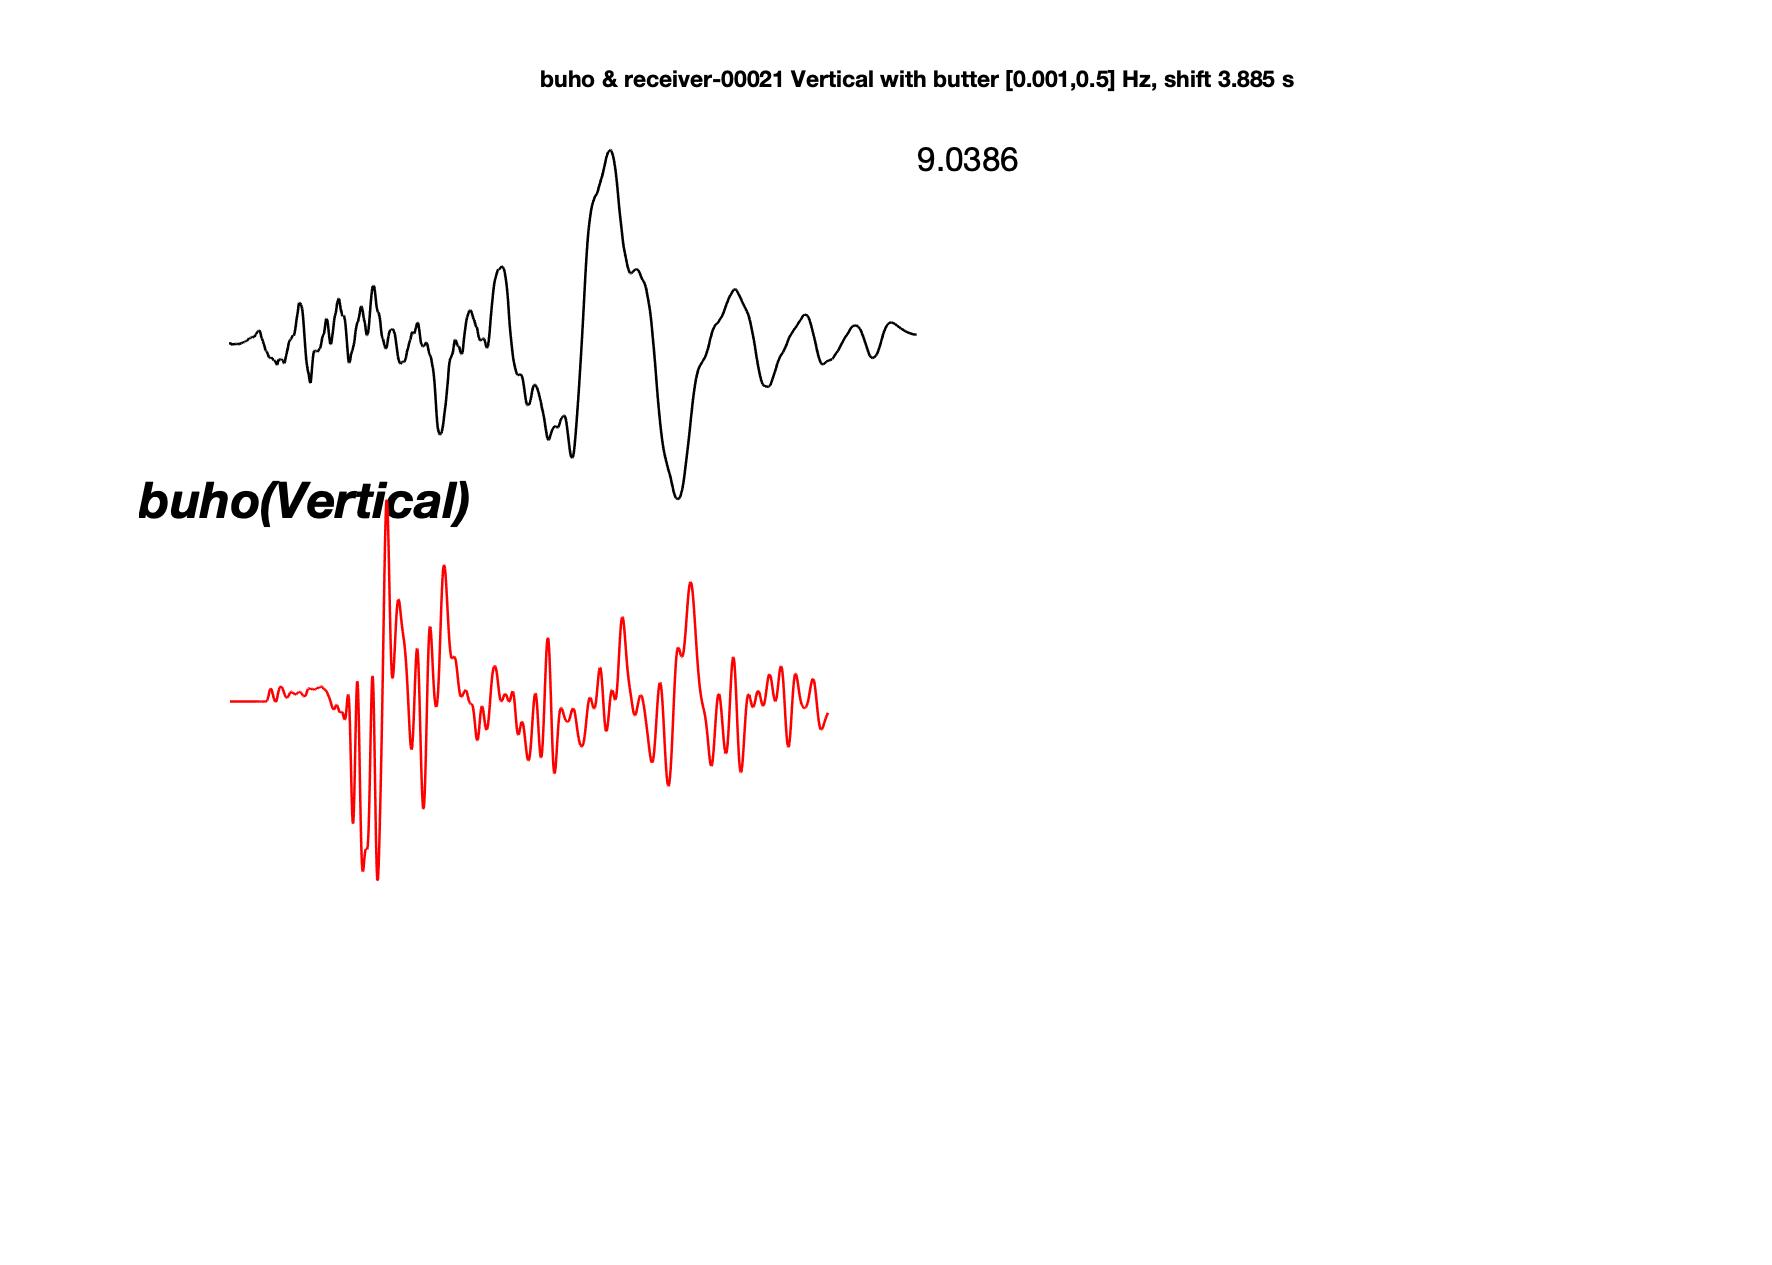 buho & receiver-00021 Vertical with butter [0.001,0.5] Hz, shift 3.885 s
9.0386
buho(Vertical)